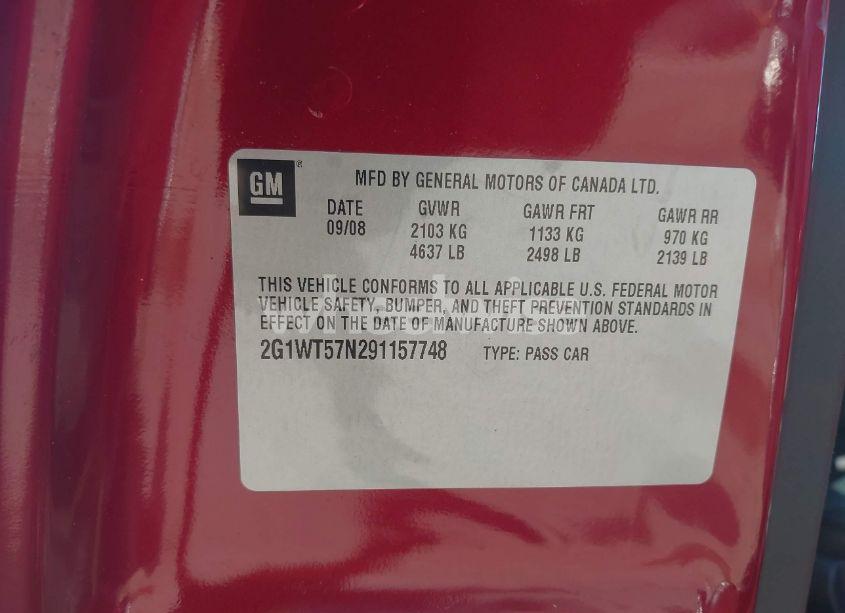 GM
MFD BY GENERAL MOTORS OF CANADA LTD.
DATE GVWR GAWR FRT GAWR RR
09/08 2103 KG 1133 KG 970 KG
4637 LB 2498 LB 2139 LB
THIS VEHICLE CONFORMS TO ALL APPLICABLE U.S. FEDERAL MOTOR
VEHICLE SAFETY, BUMPER, AND THEFT PREVENTION STANDARDS IN
EFFECT ON THE DATE OF MANUFACTURE SHOWN ABOVE.
2G1WT57N291157748 TYPE: PASS CAR